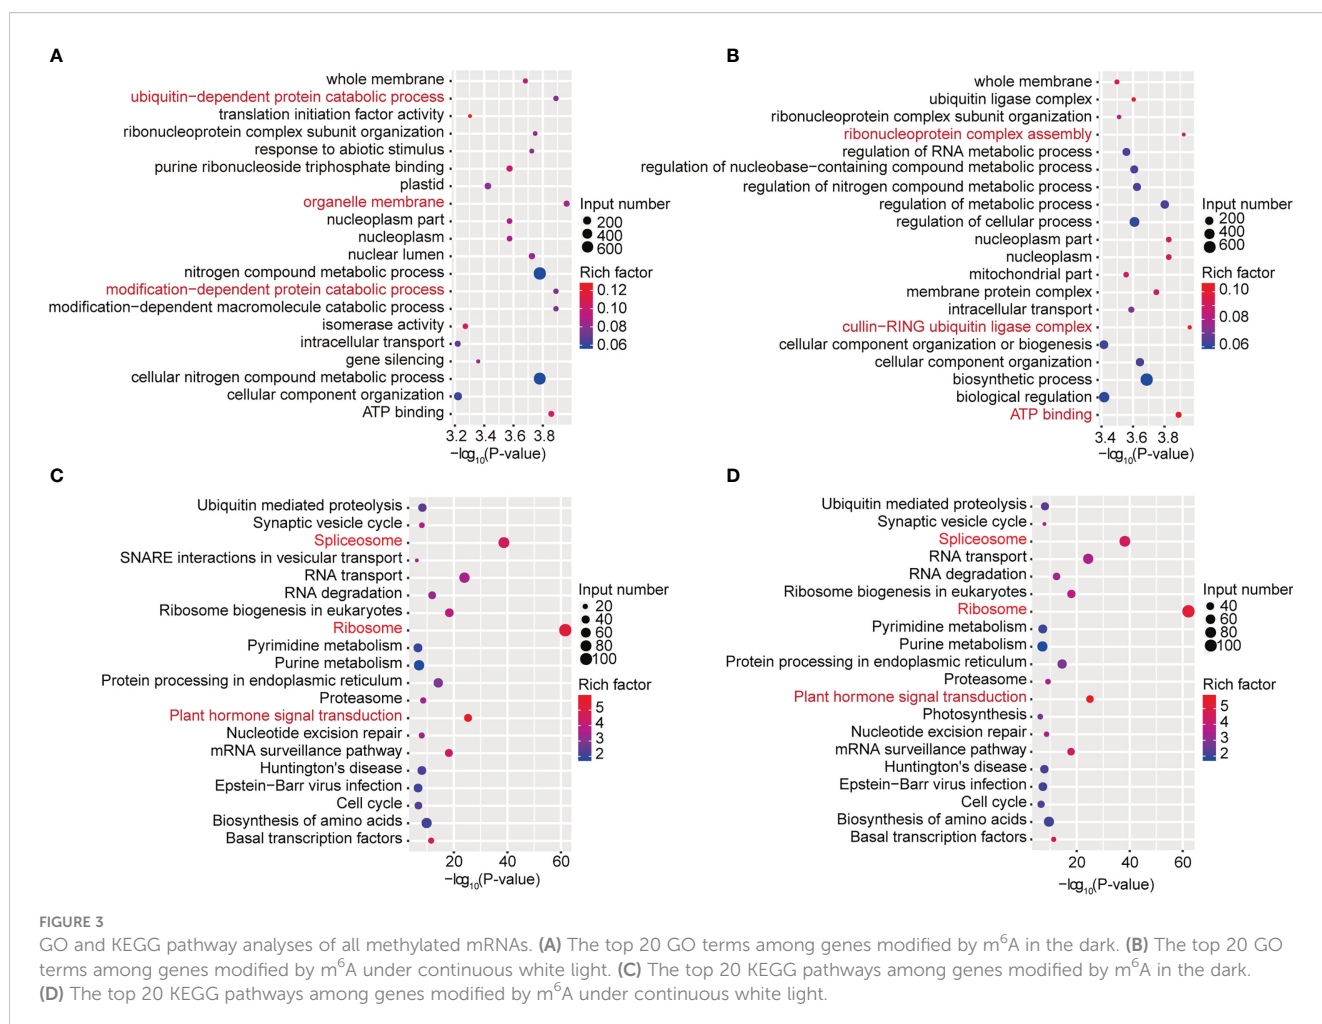 A
whole membrane
ubiquitin-dependent protein catabolic process
translation initiation factor activity
ribonucleoprotein complex subunit organization
response to abiotic stimulus
purine ribonucleoside triphosphate binding
plastid
organelle membrane
nucleoplasm part
nucleoplasm
nuclear lumen
nitrogen compound metabolic process
modification-dependent protein catabolic process
modification-dependent macromolecule catabolic process
isomerase activity
intracellular transport
gene silencing
cellular nitrogen compound metabolic process
cellular component organization
ATP binding
3.2 3.4 3.6 3.8
−log10(P-value)
Input number
200
400
600
Rich factor
0.12
0.10
0.08
0.06
B
whole membrane
ubiquitin ligase complex
ribonucleoprotein complex subunit organization
ribonucleoprotein complex assembly
regulation of RNA metabolic process
regulation of nucleobase-containing compound metabolic process
regulation of nitrogen compound metabolic process
regulation of metabolic process
regulation of cellular process
nucleoplasm part
nucleoplasm
mitochondrial part
membrane protein complex
intracellular transport
cullin-RING ubiquitin ligase complex
cellular component organization or biogenesis
cellular component organization
biosynthetic process
biological regulation
ATP binding
3.4 3.6 3.8
−log10(P-value)
Input number
200
400
600
Rich factor
0.10
0.08
0.06
C
Ubiquitin mediated proteolysis
Synaptic vesicle cycle
Spliceosome
SNARE interactions in vesicular transport
RNA transport
RNA degradation
Ribosome biogenesis in eukaryotes
Ribosome
Pyrimidine metabolism
Purine metabolism
Protein processing in endoplasmic reticulum
Proteasome
Plant hormone signal transduction
Nucleotide excision repair
mRNA surveillance pathway
Huntington's disease
Epstein-Barr virus infection
Cell cycle
Biosynthesis of amino acids
Basal transcription factors
20 40 60
−log10(P-value)
Input number
20
40
60
80
100
Rich factor
5
4
3
2
D
Ubiquitin mediated proteolysis
Synaptic vesicle cycle
Spliceosome
RNA transport
RNA degradation
Ribosome biogenesis in eukaryotes
Ribosome
Pyrimidine metabolism
Purine metabolism
Protein processing in endoplasmic reticulum
Proteasome
Plant hormone signal transduction
Photosynthesis
Nucleotide excision repair
mRNA surveillance pathway
Huntington's disease
Epstein-Barr virus infection
Cell cycle
Biosynthesis of amino acids
Basal transcription factors
20 40 60
−log10(P-value)
Input number
40
60
80
100
Rich factor
5
4
3
2
FIGURE 3
GO and KEGG pathway analyses of all methylated mRNAs. (A) The top 20 GO terms among genes modified by m6A in the dark. (B) The top 20 GO
terms among genes modified by m6A under continuous white light. (C) The top 20 KEGG pathways among genes modified by m6A in the dark.
(D) The top 20 KEGG pathways among genes modified by m6A under continuous white light.